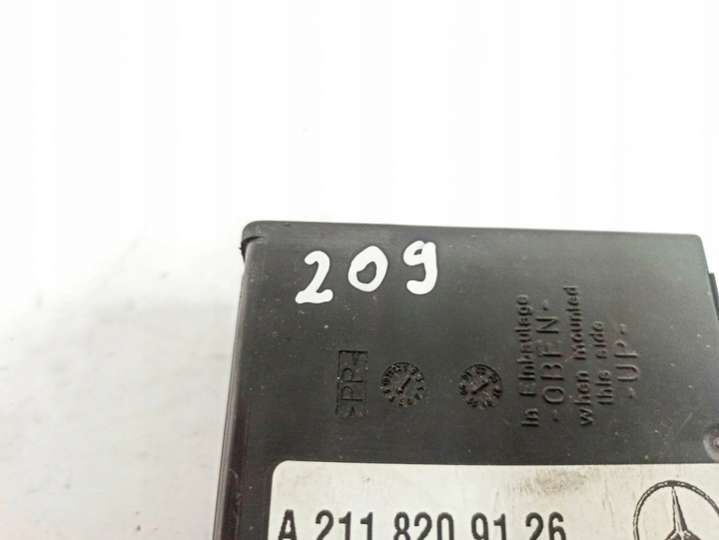 209
>PP<
In Einbaulage
- OBEN -
when mounted
this side
- UP -
A 211 820 91 26